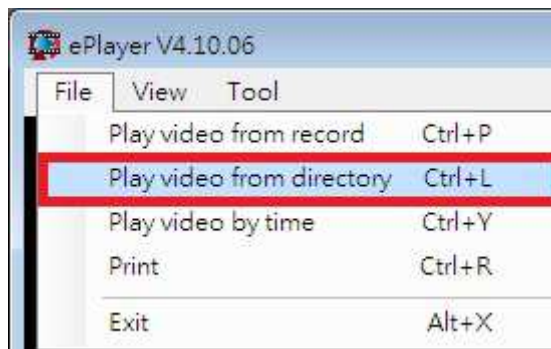 ePlayer V4.10.06
File View Tool
Play video from record Ctrl+P
Play video from directory Ctrl+L
Play video by time Ctrl+Y
Print Ctrl+R
Exit Alt+X